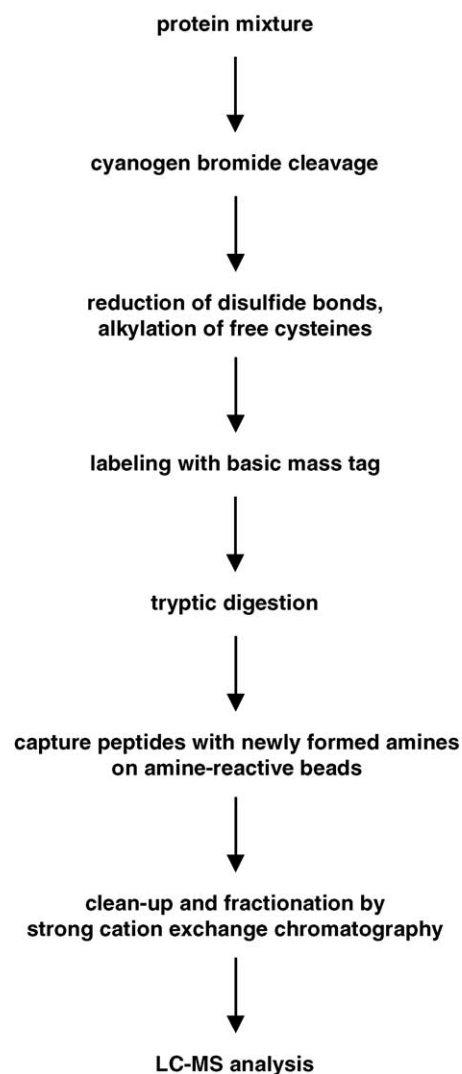 protein mixture
cyanogen bromide cleavage
reduction of disulfide bonds,
alkylation of free cysteines
labeling with basic mass tag
tryptic digestion
capture peptides with newly formed amines
on amine-reactive beads
clean-up and fractionation by
strong cation exchange chromatography
LC-MS analysis